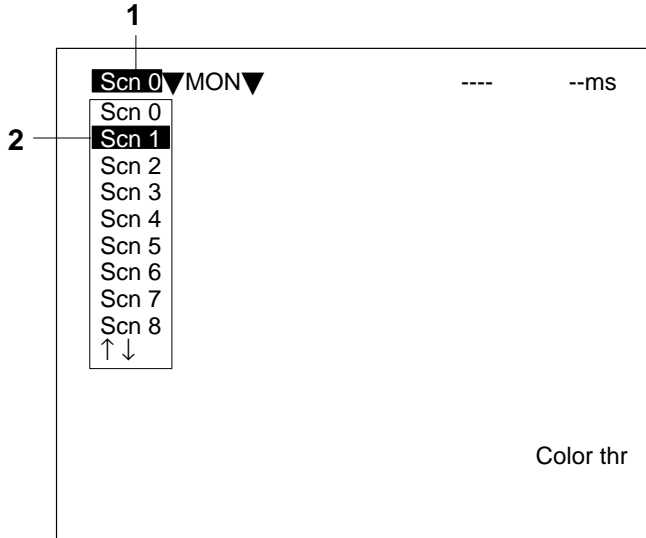 1
Scn 0▼MON▼ ---- --ms
Scn 0
2 Scn 1
Scn 2
Scn 3
Scn 4
Scn 5
Scn 6
Scn 7
Scn 8
↑↓
Color thr